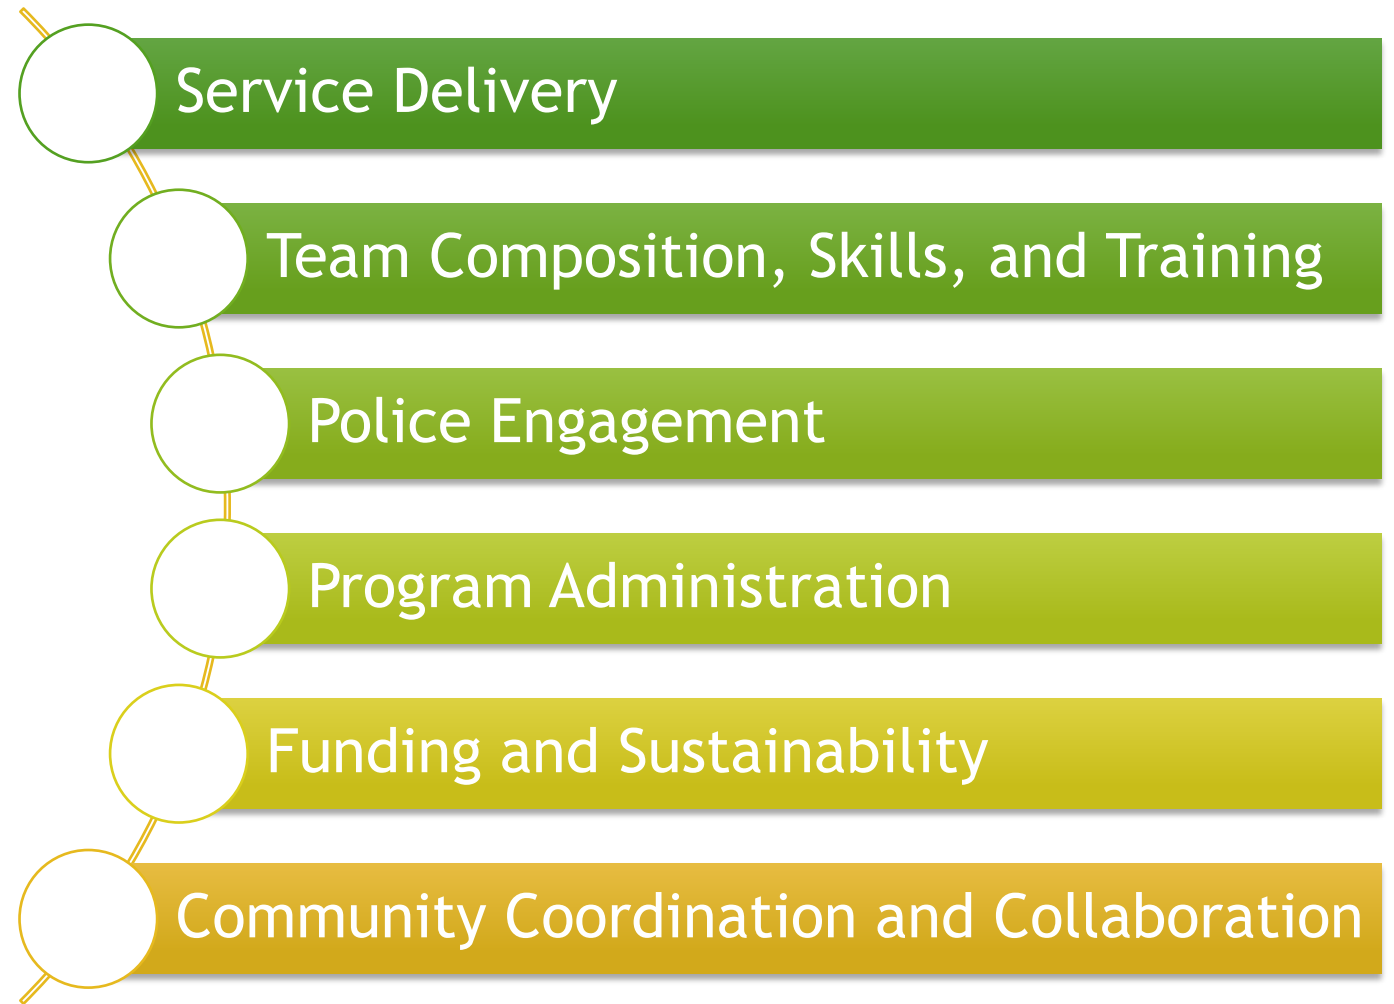 Service Delivery
Team Composition, Skills, and Training
Police Engagement
Program Administration
Funding and Sustainability
Community Coordination and Collaboration